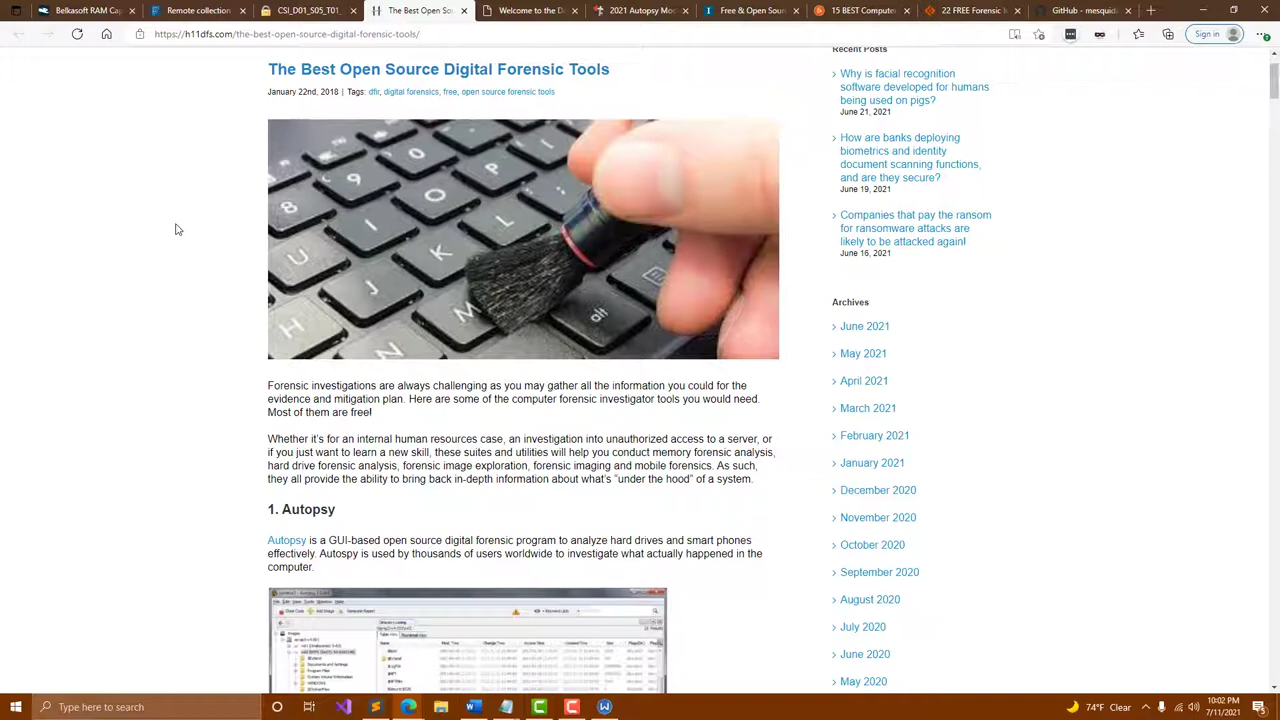 Belkasoft RAM Ca
Remote collection
CSI_D01_S05_T01
The Best Open So
Welcome to the D
2021 Autopsy Mo
Free & Open Sour
15 BEST Computer
22 FREE Forensic I
GitHub - mesquid
https://h11dfs.com/the-best-open-source-digital-forensic-tools/
Sign in
The Best Open Source Digital Forensic Tools
January 22nd, 2018 | Tags: dfir, digital forensics, free, open source forensic tools
Forensic investigations are always challenging as you may gather all the information you could for the
evidence and mitigation plan. Here are some of the computer forensic investigator tools you would need.
Most of them are free!
Whether it's for an internal human resources case, an investigation into unauthorized access to a server, or
if you just want to learn a new skill, these suites and utilities will help you conduct memory forensic analysis,
hard drive forensic analysis, forensic image exploration, forensic imaging and mobile forensics. As such,
they all provide the ability to bring back in-depth information about what's "under the hood" of a system.
1. Autopsy
Autopsy is a GUI-based open source digital forensic program to analyze hard drives and smart phones
effectively. Autospy is used by thousands of users worldwide to investigate what actually happened in the
computer.
Recent Posts
Why is facial recognition
software developed for humans
being used on pigs?
June 21, 2021
How are banks deploying
biometrics and identity
document scanning functions,
and are they secure?
June 19, 2021
Companies that pay the ransom
for ransomware attacks are
likely to be attacked again!
June 16, 2021
Archives
June 2021
May 2021
April 2021
March 2021
February 2021
January 2021
December 2020
November 2020
October 2020
September 2020
August 2020
July 2020
June 2020
May 2020
Type here to search
74°F Clear
10:02 PM
7/11/2021